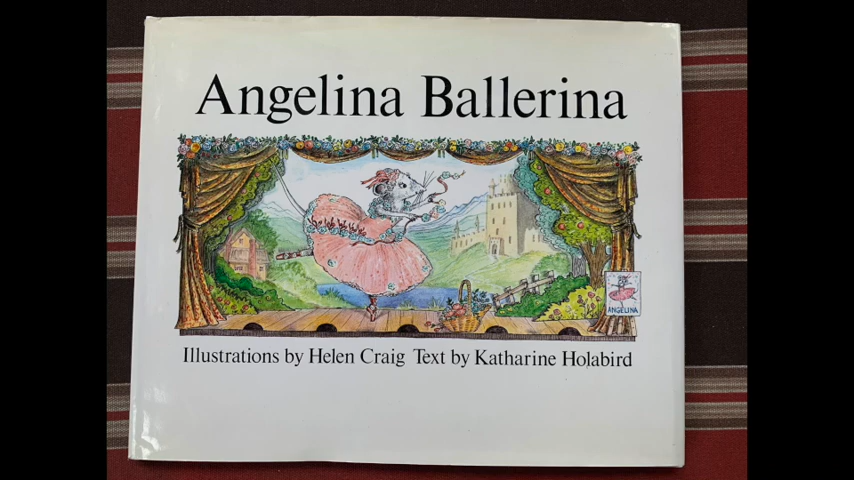 Angelina Ballerina
ANGELINA
Illustrations by Helen Craig Text by Katharine Holabird